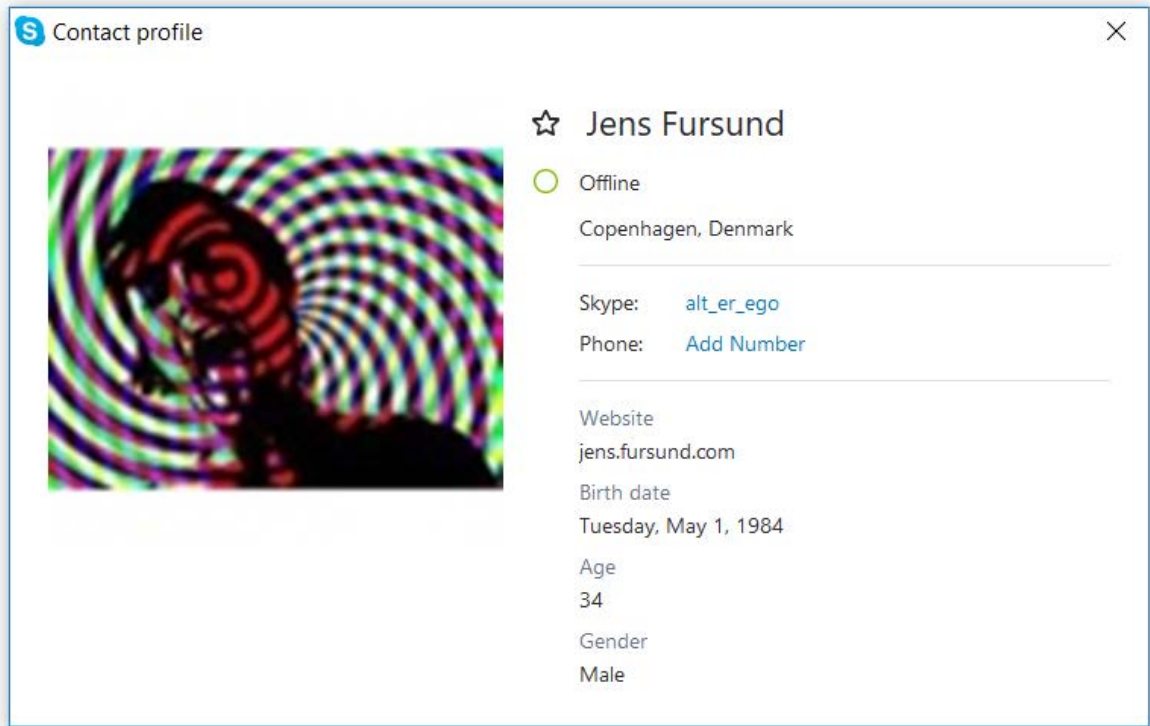 S Contact profile
Jens Fursund
Offline
Copenhagen, Denmark
Skype: alt_er_ego
Phone: Add Number
Website
jens.fursund.com
Birth date
Tuesday, May 1, 1984
Age
34
Gender
Male